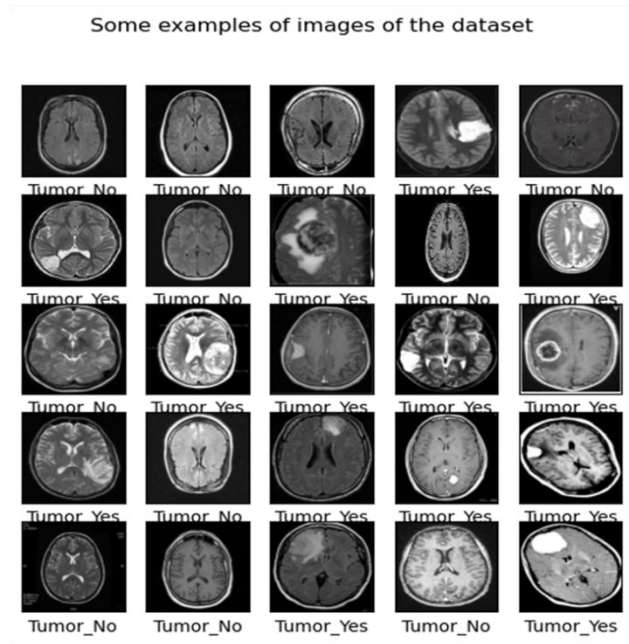 Some examples of images of the dataset
Tumor_No Tumor_No Tumor_No Tumor_Yes Tumor_No
Tumor_Yes Tumor_No Tumor_Yes Tumor_No Tumor_Yes
Tumor_No Tumor_Yes Tumor_Yes Tumor_Yes Tumor_Yes
Tumor_Yes Tumor_No Tumor_Yes Tumor_Yes Tumor_Yes
Tumor_No Tumor_No Tumor_Yes Tumor_No Tumor_Yes